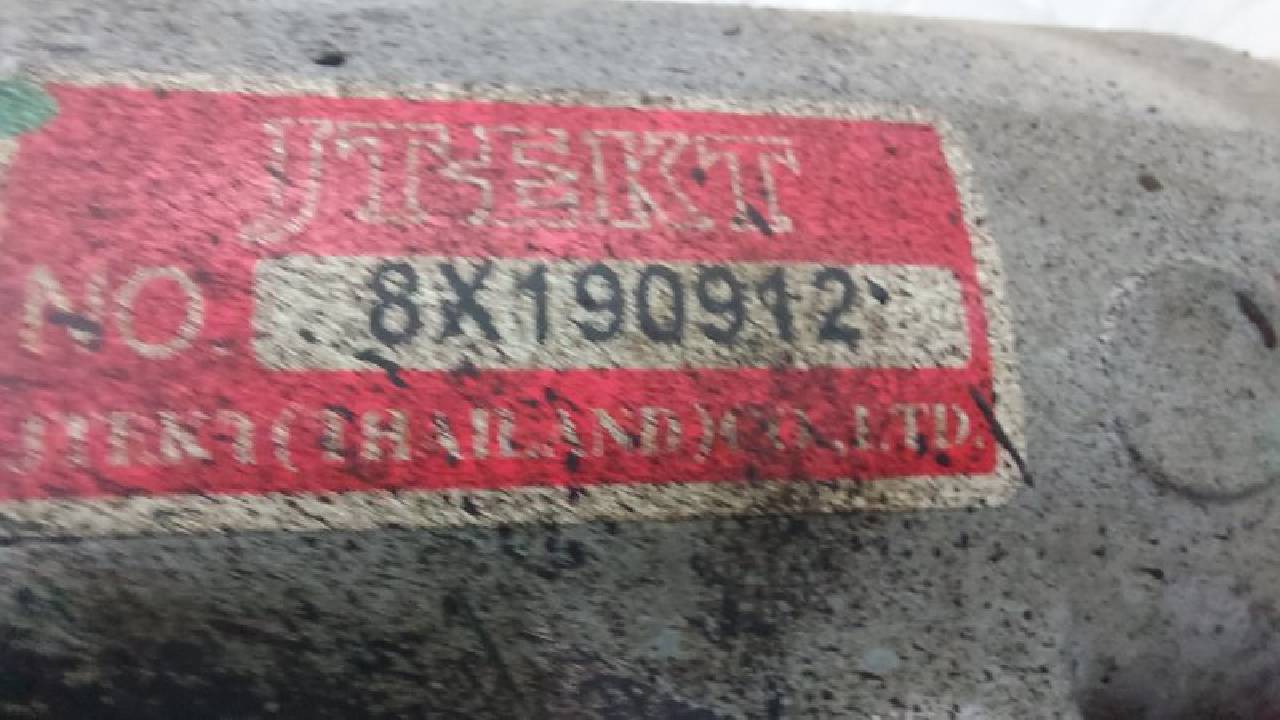 JTEKT
NO. 8X190912
JTEKT (THAILAND) CO., LTD.